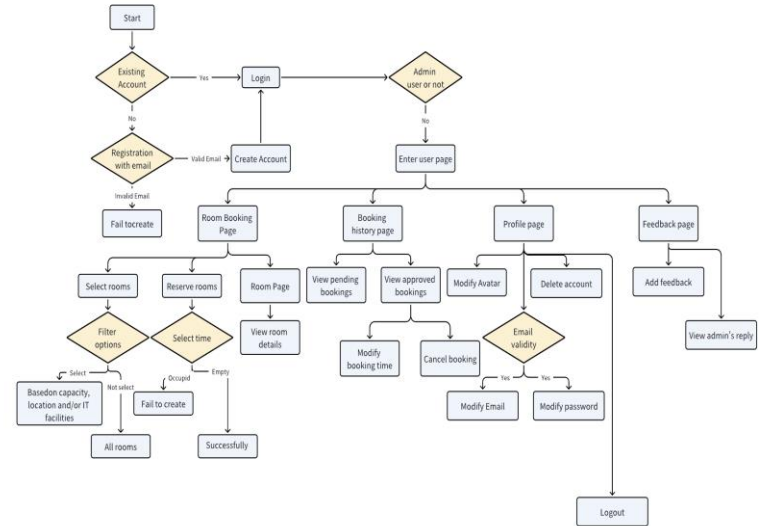 Start
Existing
Account
Yes
Login
Admin
user or not
No
No
Registration
with email
Valid Email
Create Account
Enter user page
Invalid Email
Fail tocreate
Room Booking
Page
Booking
history page
Profile page
Feedback page
Select rooms
Reserve rooms
Room Page
View pending
bookings
View approved
bookings
Modify Avatar
Delete account
Add feedback
Filter
options
Select time
View room
details
Email
validity
View admin's reply
Modify
booking time
Cancel booking
Select
Not select
Occupid
Empty
Yes
Yes
Basedon capacity,
location and/or IT
facilities
Fail to create
Modify Email
Modify password
All rooms
Successfully
Logout